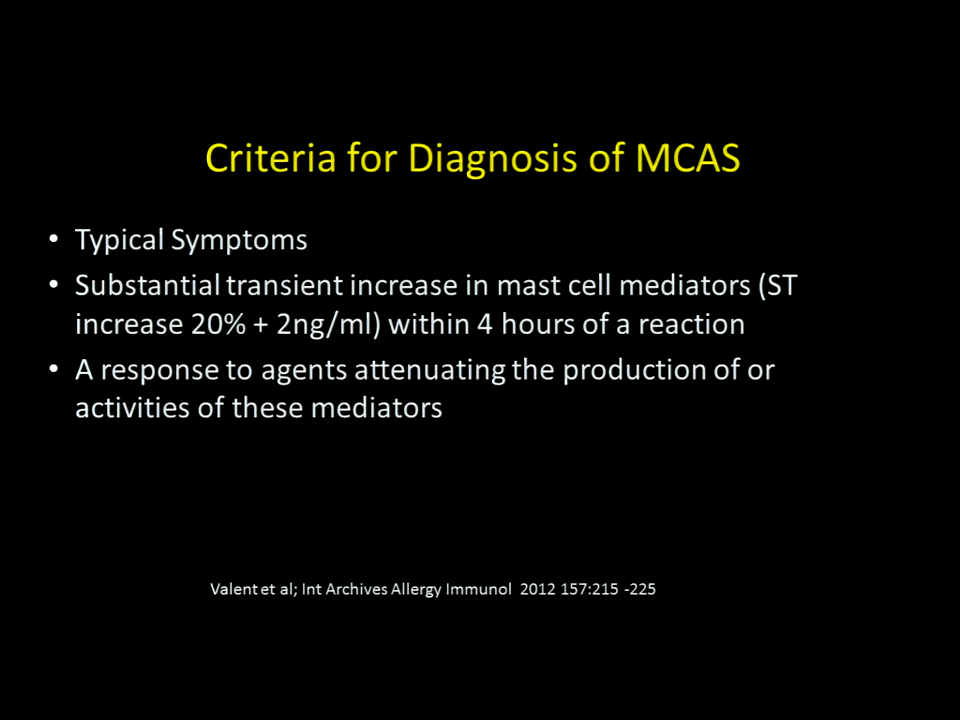 Criteria for Diagnosis of MCAS
• Typical Symptoms
• Substantial transient increase in mast cell mediators (ST
increase 20% + 2ng/ml) within 4 hours of a reaction
• A response to agents attenuating the production of or
activities of these mediators
Valent et al; Int Archives Allergy Immunol 2012 157:215 -225